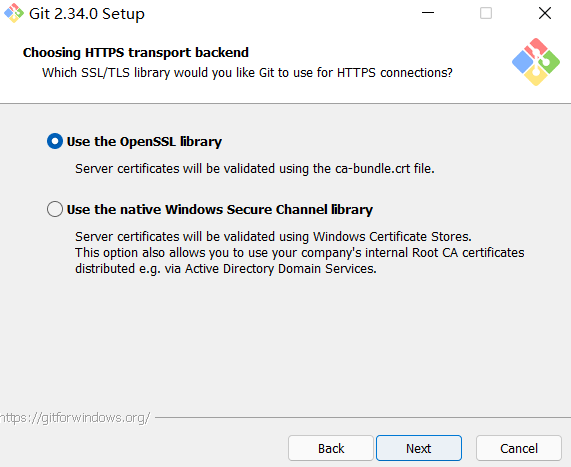 Git 2.34.0 Setup
Choosing HTTPS transport backend
Which SSL/TLS library would you like Git to use for HTTPS connections?
Use the OpenSSL library
Server certificates will be validated using the ca-bundle.crt file.
Use the native Windows Secure Channel library
Server certificates will be validated using Windows Certificate Stores.
This option also allows you to use your company's internal Root CA certificates
distributed e.g. via Active Directory Domain Services.
https://gitforwindows.org/
Back
Next
Cancel